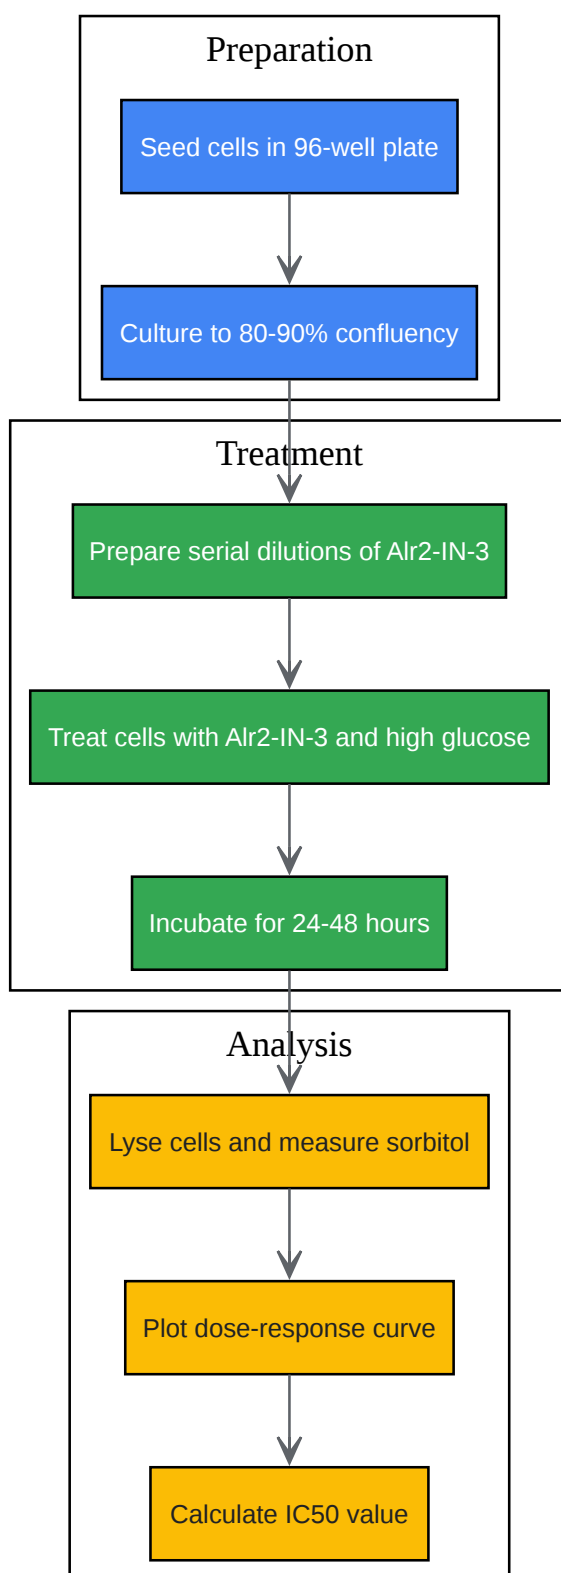 Preparation
Seed cells in 96-well plate
Culture to 80-90% confluency
Treatment
Prepare serial dilutions of Alr2-IN-3
Treat cells with Alr2-IN-3 and high glucose
Incubate for 24-48 hours
Analysis
Lyse cells and measure sorbitol
Plot dose-response curve
Calculate IC50 value